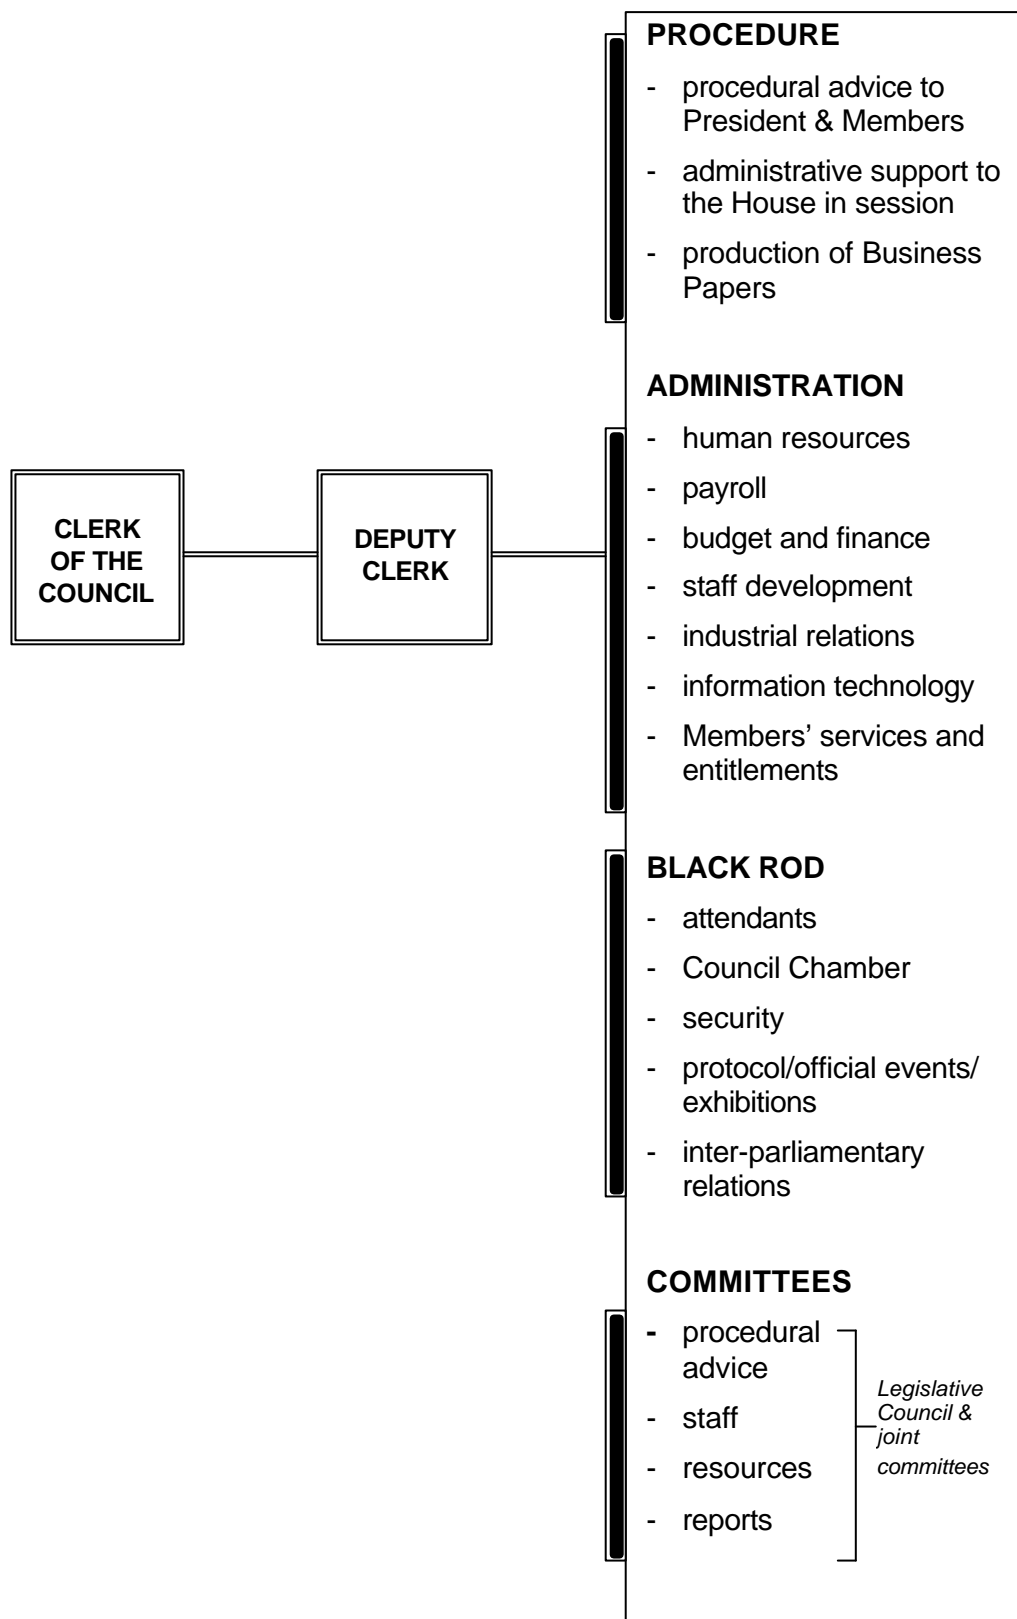 PROCEDURE
- procedural advice to
President & Members
- administrative support to
the House in session
- production of Business
Papers
ADMINISTRATION
- human resources
- payroll
- budget and finance
- staff development
- industrial relations
- information technology
- Members’ services and
entitlements
CLERK
OF THE
COUNCIL
DEPUTY
CLERK
BLACK ROD
- attendants
- Council Chamber
- security
- protocol/official events/
exhibitions
- inter-parliamentary
relations
COMMITTEES
- procedural
advice
- staff
- resources
- reports
Legislative
Council &
joint
committees